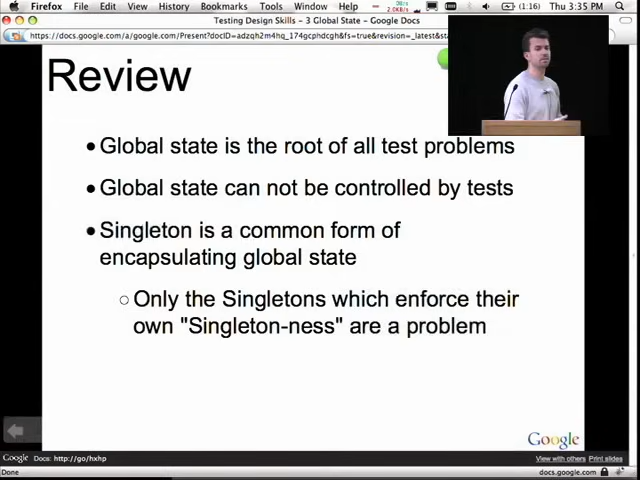 Firefox File Edit View History Bookmarks Tools Window Help (1:16) Thu 3:35 PM
Testing Design Skills - 3 Global State - Google Docs
Review
• Global state is the root of all test problems
• Global state can not be controlled by tests
• Singleton is a common form of
encapsulating global state
○ Only the Singletons which enforce their
own "Singleton-ness" are a problem
Google
Docs: http://go/hxhp View with others Print slides
Done docs.google.com